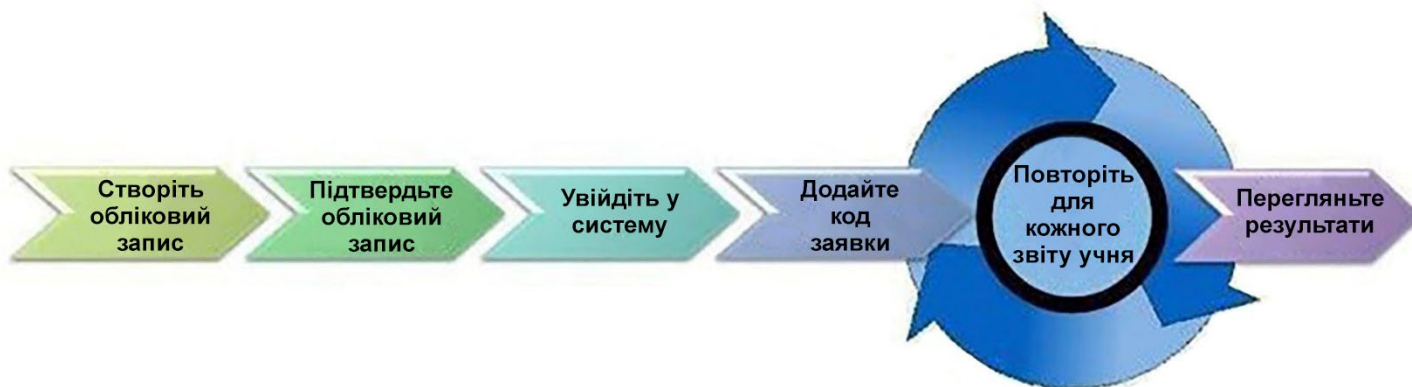 Створіть
обліковий
запис
Підтвердьте
обліковий
запис
Увійдіть у
систему
Додайте
код
заявки
Повторіть
для
кожного
звіту учня
Перегляньте
результати